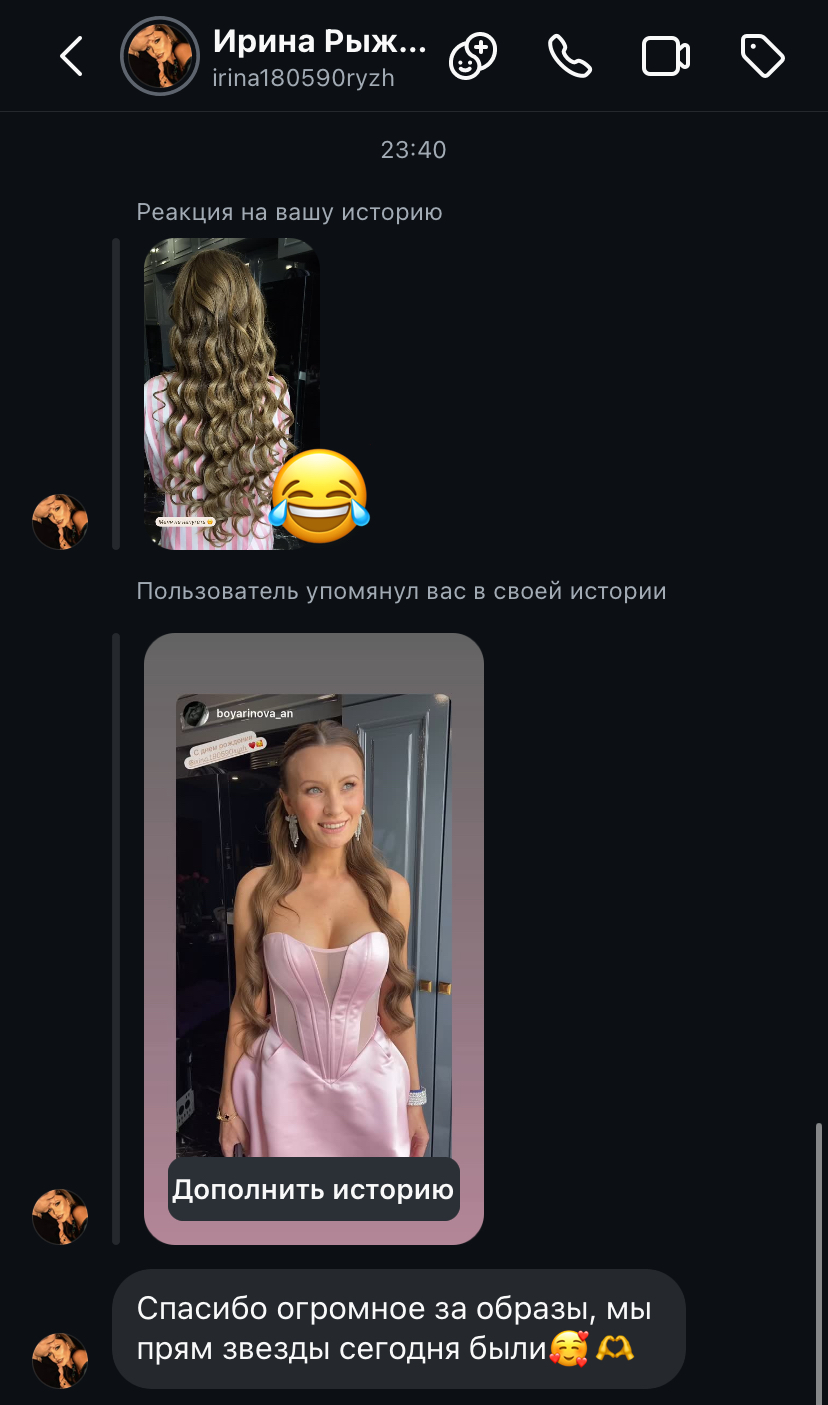 Ирина Рыж...
irina180590ryzh
23:40
Реакция на вашу историю
Пользователь упомянул вас в своей истории
boyarinova_an
С днем рождения
Дополнить историю
Спасибо огромное за образы, мы
прям звезды сегодня были🥰🫶